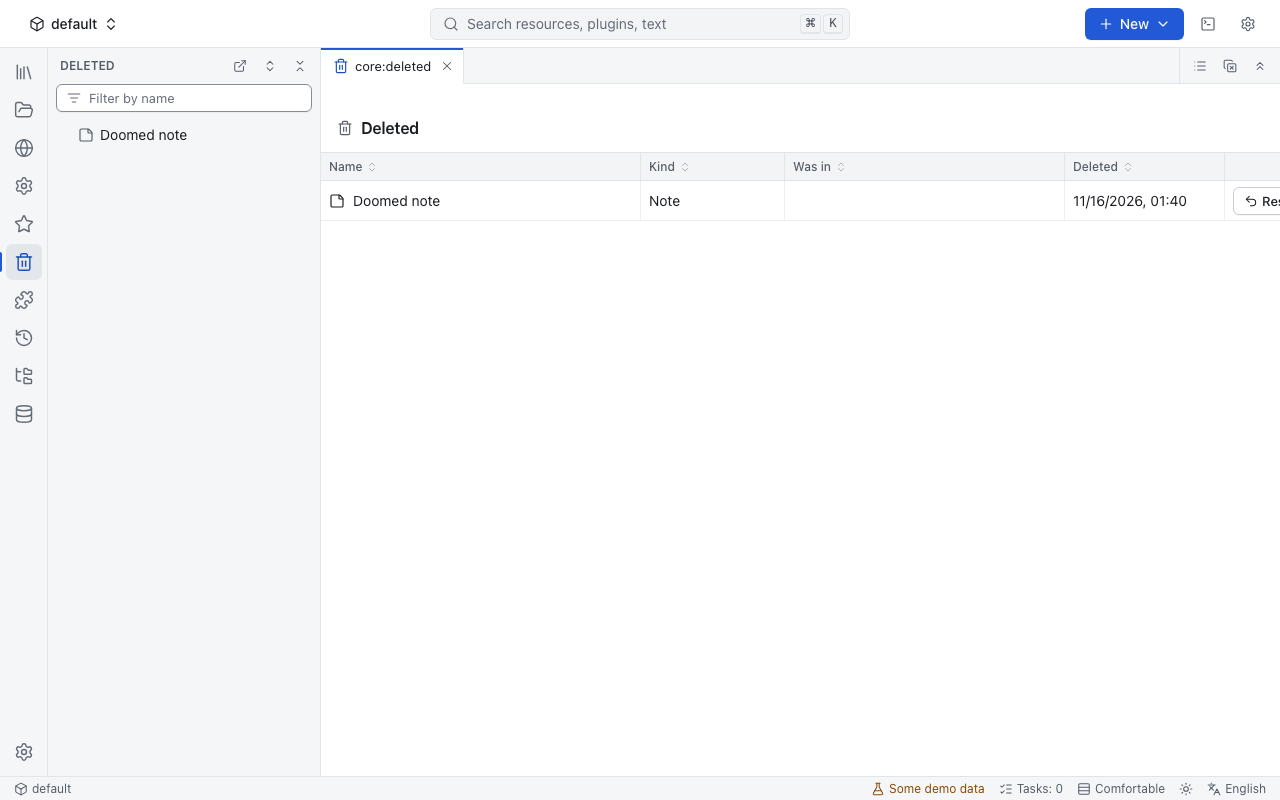 default
Search resources, plugins, text
⌘ K
New
DELETED
Filter by name
Doomed note
core:deleted
Deleted
Name Kind Was in Deleted
Doomed note Note 11/16/2026, 01:40
default
Some demo data
Tasks: 0
Comfortable
English